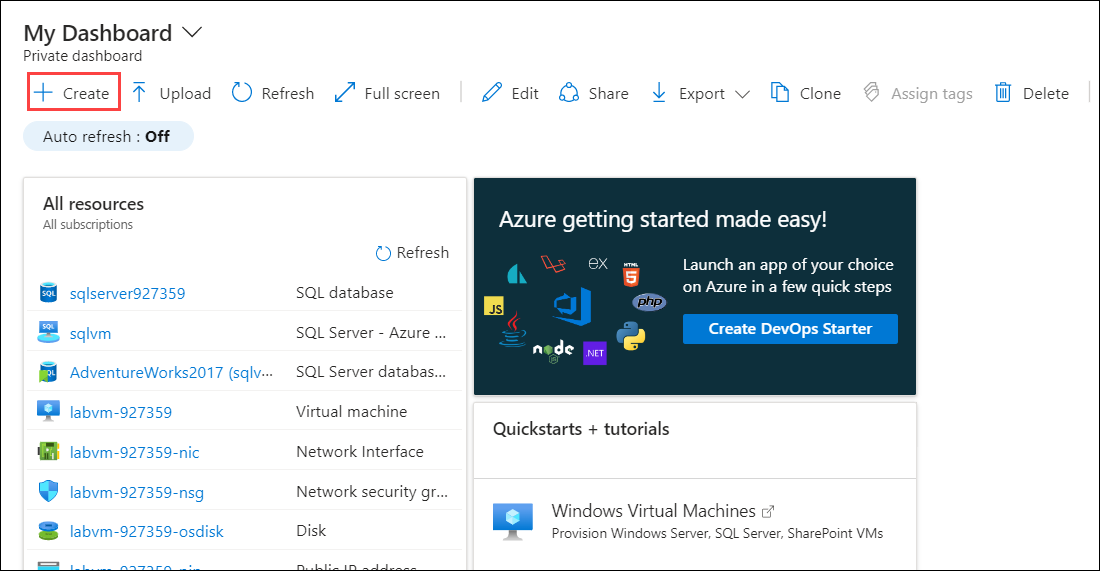 My Dashboard
Private dashboard
Create Upload Refresh Full screen Edit Share Export Clone Assign tags Delete
Auto refresh : Off
All resources
All subscriptions
Refresh
sqlserver927359 SQL database
sqlvm SQL Server - Azure ...
AdventureWorks2017 (sqlv... SQL Server databas...
labvm-927359 Virtual machine
labvm-927359-nic Network Interface
labvm-927359-nsg Network security gr...
labvm-927359-osdisk Disk
Public IP address
Azure getting started made easy!
Launch an app of your choice
on Azure in a few quick steps
Create DevOps Starter
EX
HTML
5
JS
php
node
JS
.NET
SQL
SQL
SQL
Quickstarts + tutorials
Windows Virtual Machines
Provision Windows Server, SQL Server, SharePoint VMs